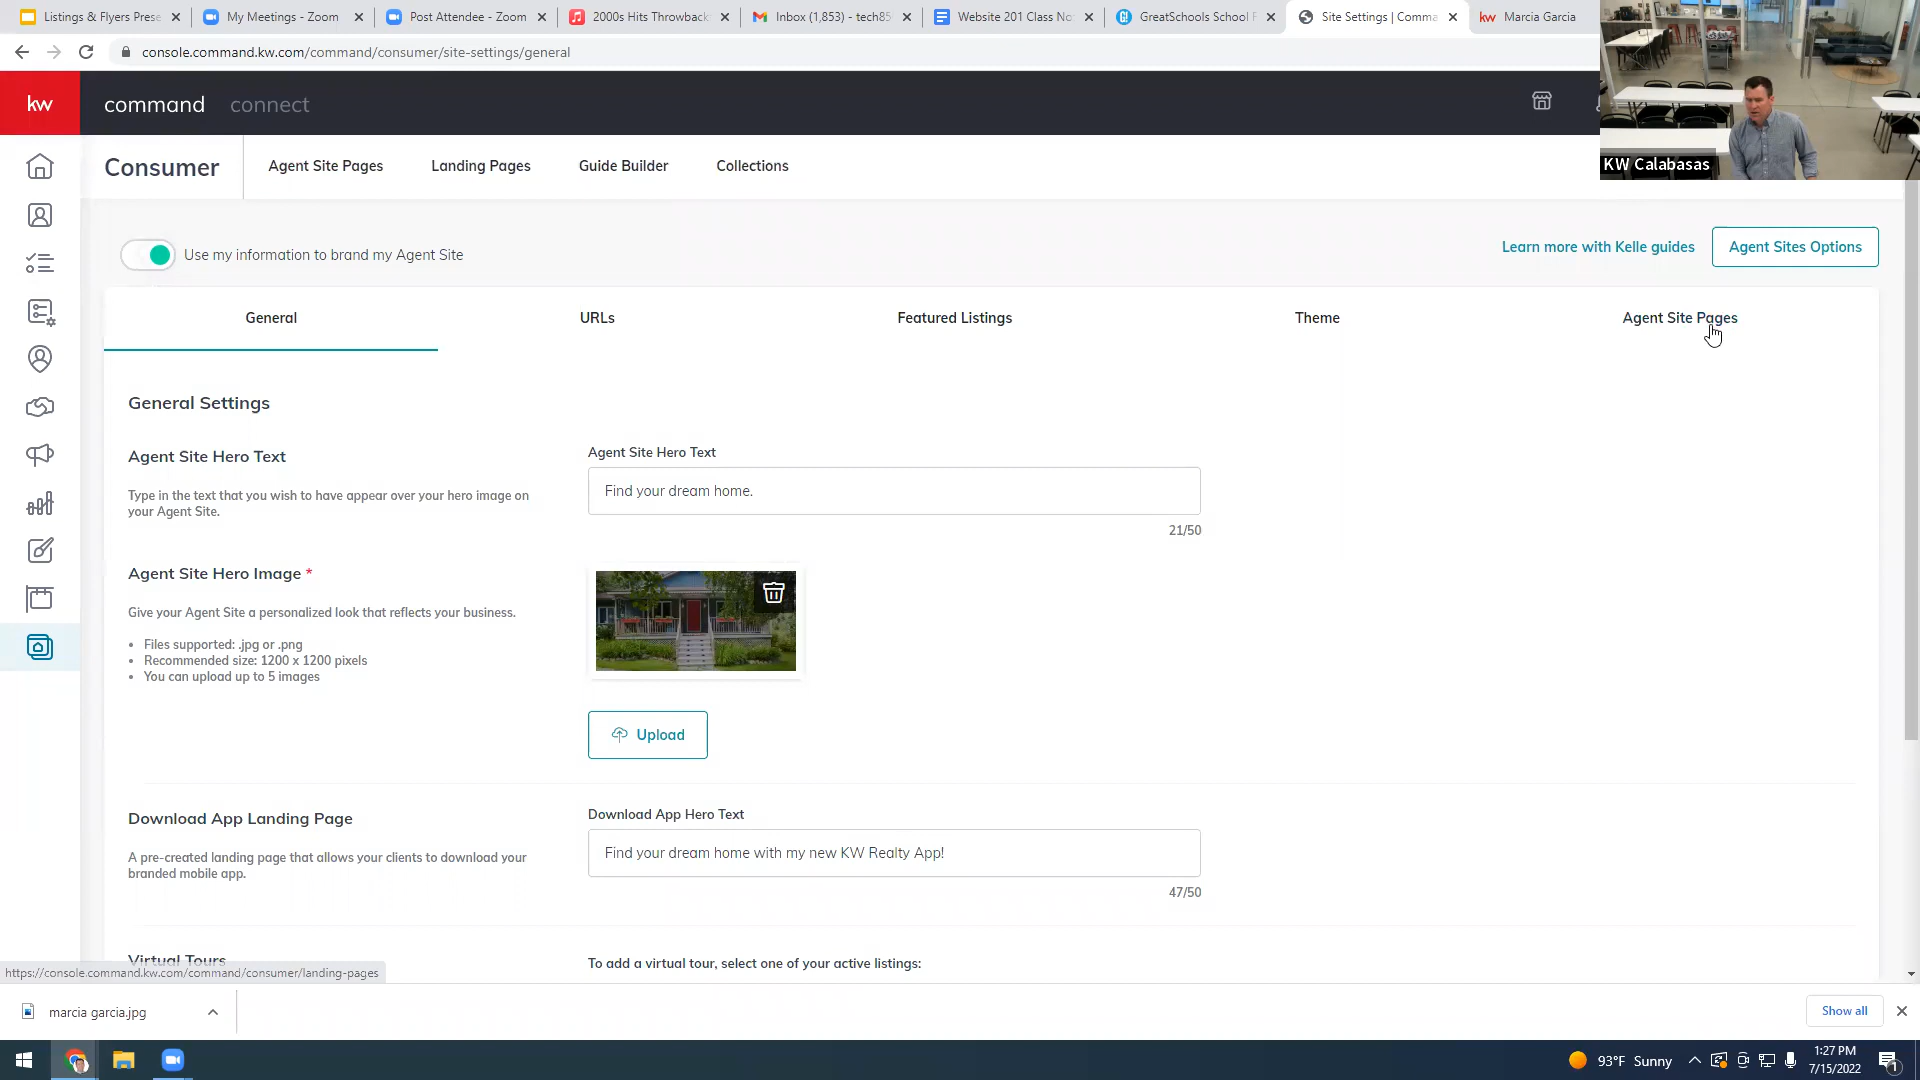 Listings & Flyers Prese
My Meetings - Zoom
Post Attendee - Zoom
2000s Hits Throwback
Inbox (1,853) - tech85
Website 201 Class No
GreatSchools School R
Site Settings | Comma
kw Marcia Garcia
console.command.kw.com/command/consumer/site-settings/general
kw
command
connect
KW Calabasas
Consumer
Agent Site Pages
Landing Pages
Guide Builder
Collections
Use my information to brand my Agent Site
Learn more with Kelle guides
Agent Sites Options
General
URLs
Featured Listings
Theme
Agent Site Pages
General Settings
Agent Site Hero Text
Type in the text that you wish to have appear over your hero image on
your Agent Site.
Agent Site Hero Text
Find your dream home.
21/50
Agent Site Hero Image *
Give your Agent Site a personalized look that reflects your business.
• Files supported: .jpg or .png
• Recommended size: 1200 x 1200 pixels
• You can upload up to 5 images
Upload
Download App Landing Page
A pre-created landing page that allows your clients to download your
branded mobile app.
Download App Hero Text
Find your dream home with my new KW Realty App!
47/50
Virtual Tours
To add a virtual tour, select one of your active listings:
https://console.command.kw.com/command/consumer/landing-pages
marcia garcia.jpg
Show all
93°F Sunny
1:27 PM
7/15/2022
1